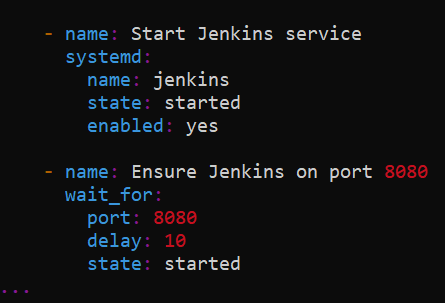 - name: Start Jenkins service
  systemd:
    name: jenkins
    state: started
    enabled: yes

- name: Ensure Jenkins on port 8080
  wait_for:
    port: 8080
    delay: 10
    state: started
...